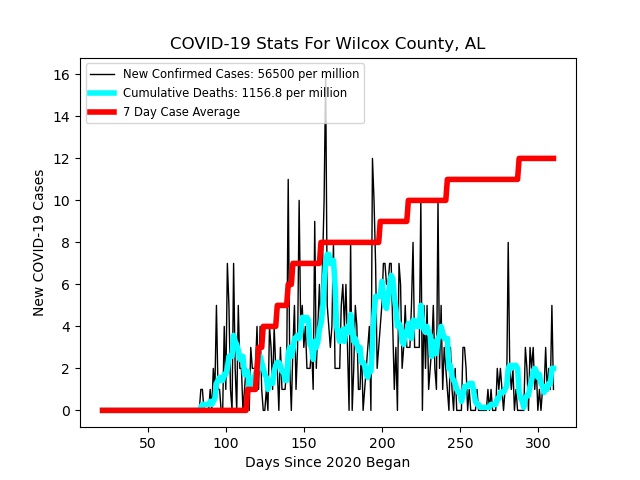 COVID-19 Stats For Wilcox County, AL
New Confirmed Cases: 56500 per million
Cumulative Deaths: 1156.8 per million
7 Day Case Average
New COVID-19 Cases
16
14
12
10
8
6
4
2
0
50
100
150
200
250
300
Days Since 2020 Began